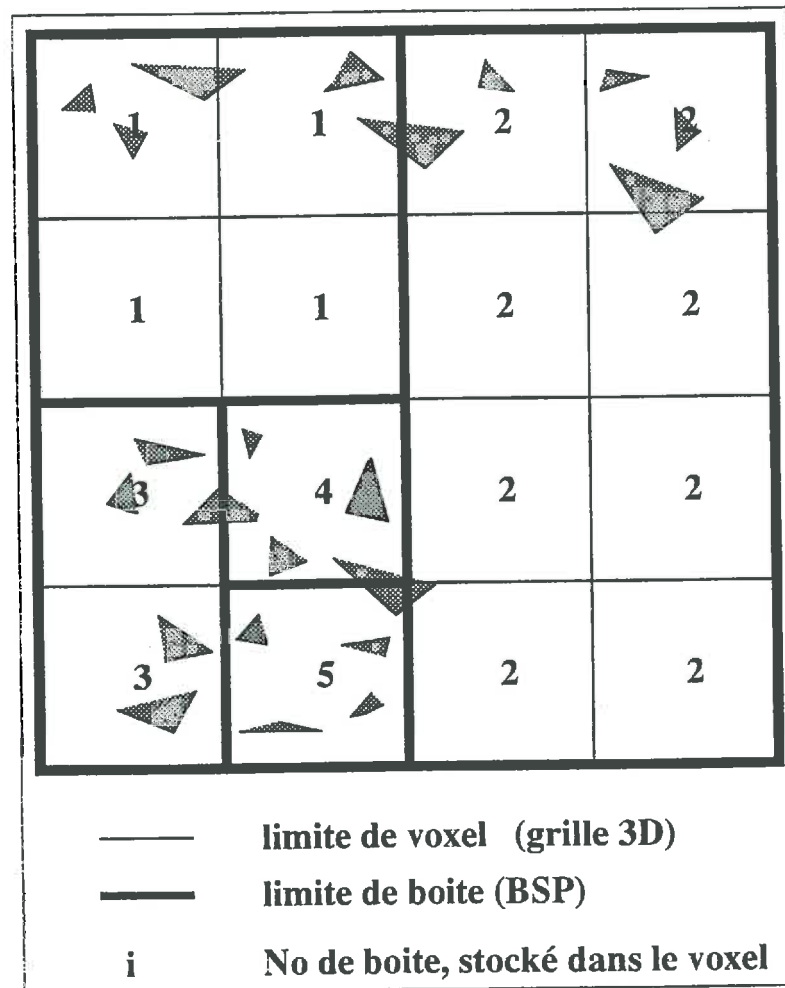 1 1 2 2
1 1 2 2
3 4 2 2
3 5 2 2
limite de voxel (grille 3D)
limite de boite (BSP)
i No de boite, stocké dans le voxel